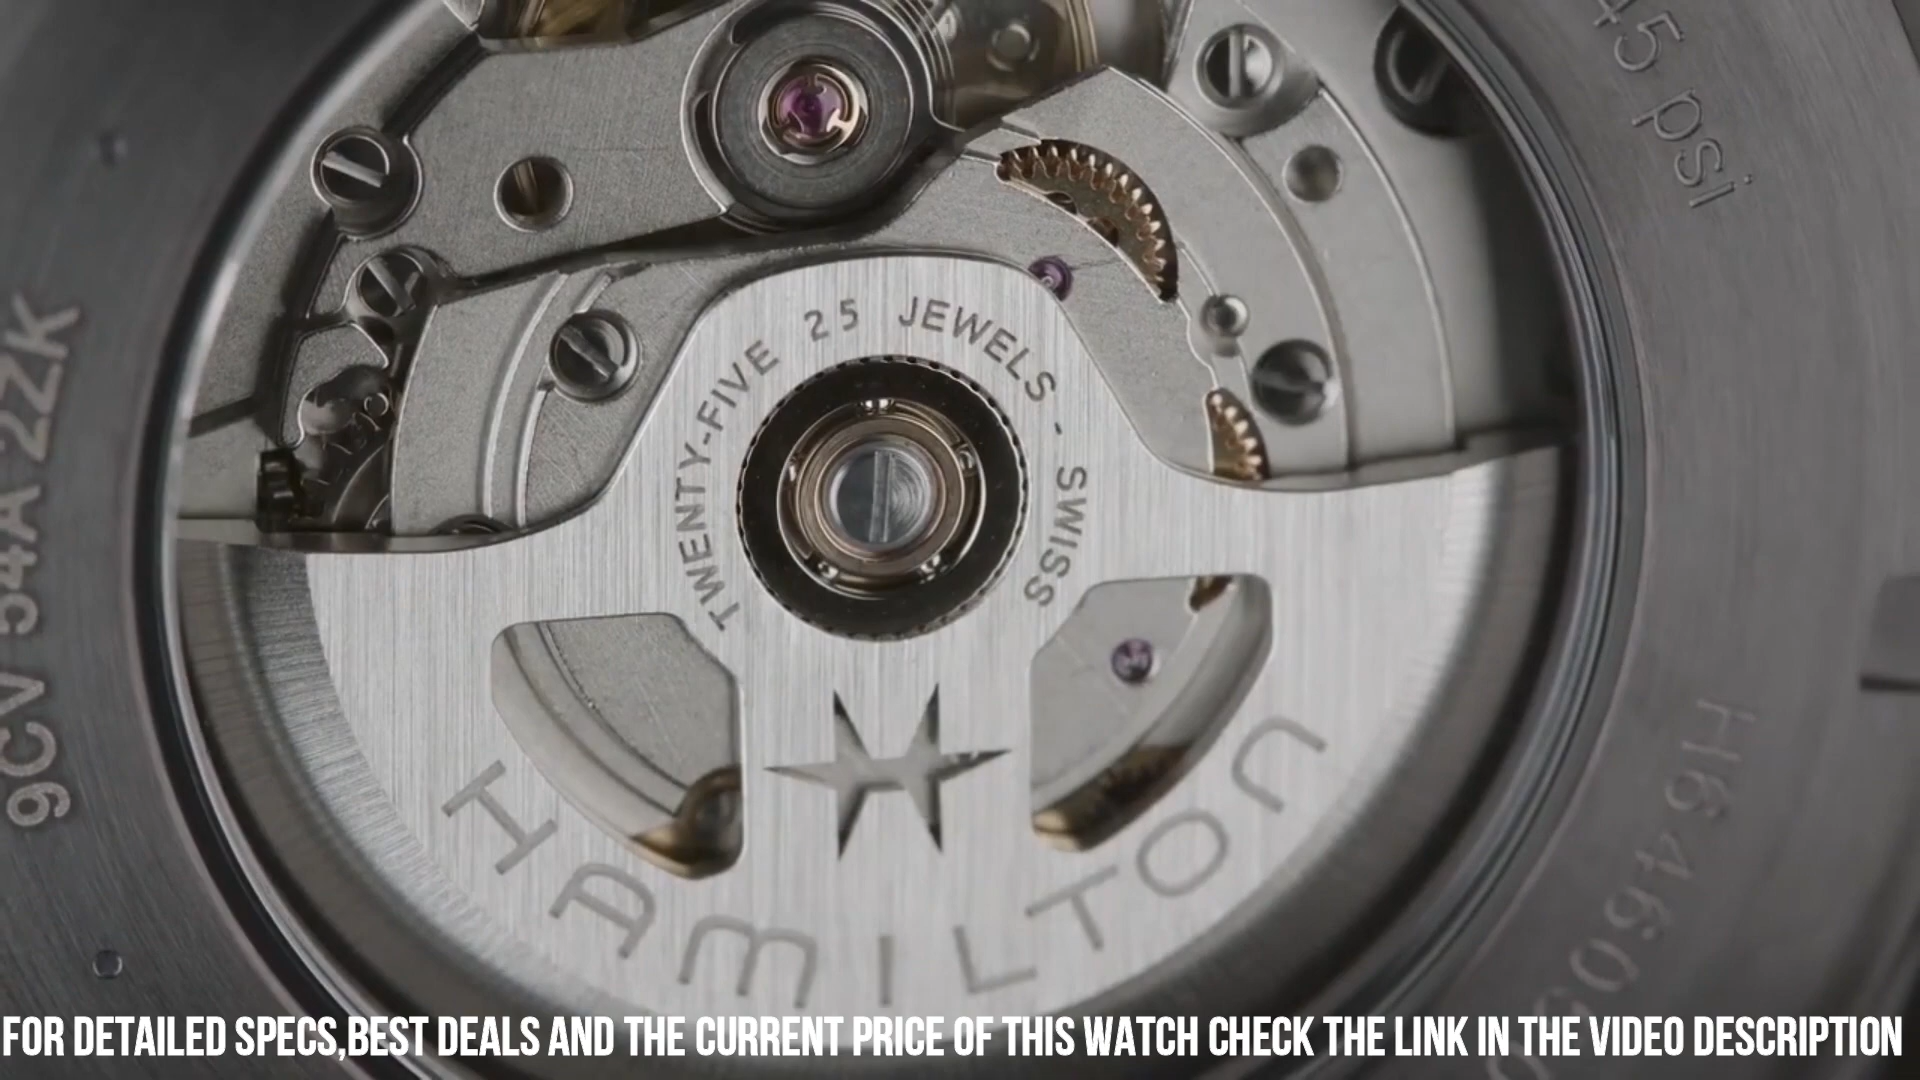 45 psi
TWENTY-FIVE 25 JEWELS - SWISS
9CV 54A 2ZK
HAMILTON
FOR DETAILED SPECS,BEST DEALS AND THE CURRENT PRICE OF THIS WATCH CHECK THE LINK IN THE VIDEO DESCRIPTION